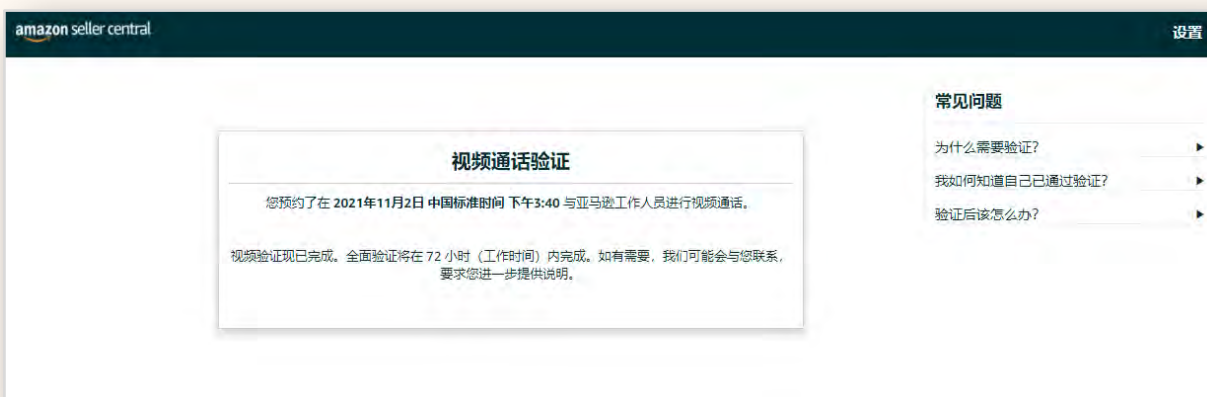 amazon seller central
设置
视频通话验证
您预约了在 2021年11月2日 中国标准时间 下午3:40 与亚马逊工作人员进行视频通话。
视频验证现已完成。全面验证将在 72 小时（工作时间）内完成。如有需要，我们可能会与您联系，
要求您进一步提供说明。
常见问题
为什么需要验证?
我如何知道自己已通过验证?
验证后该怎么办?